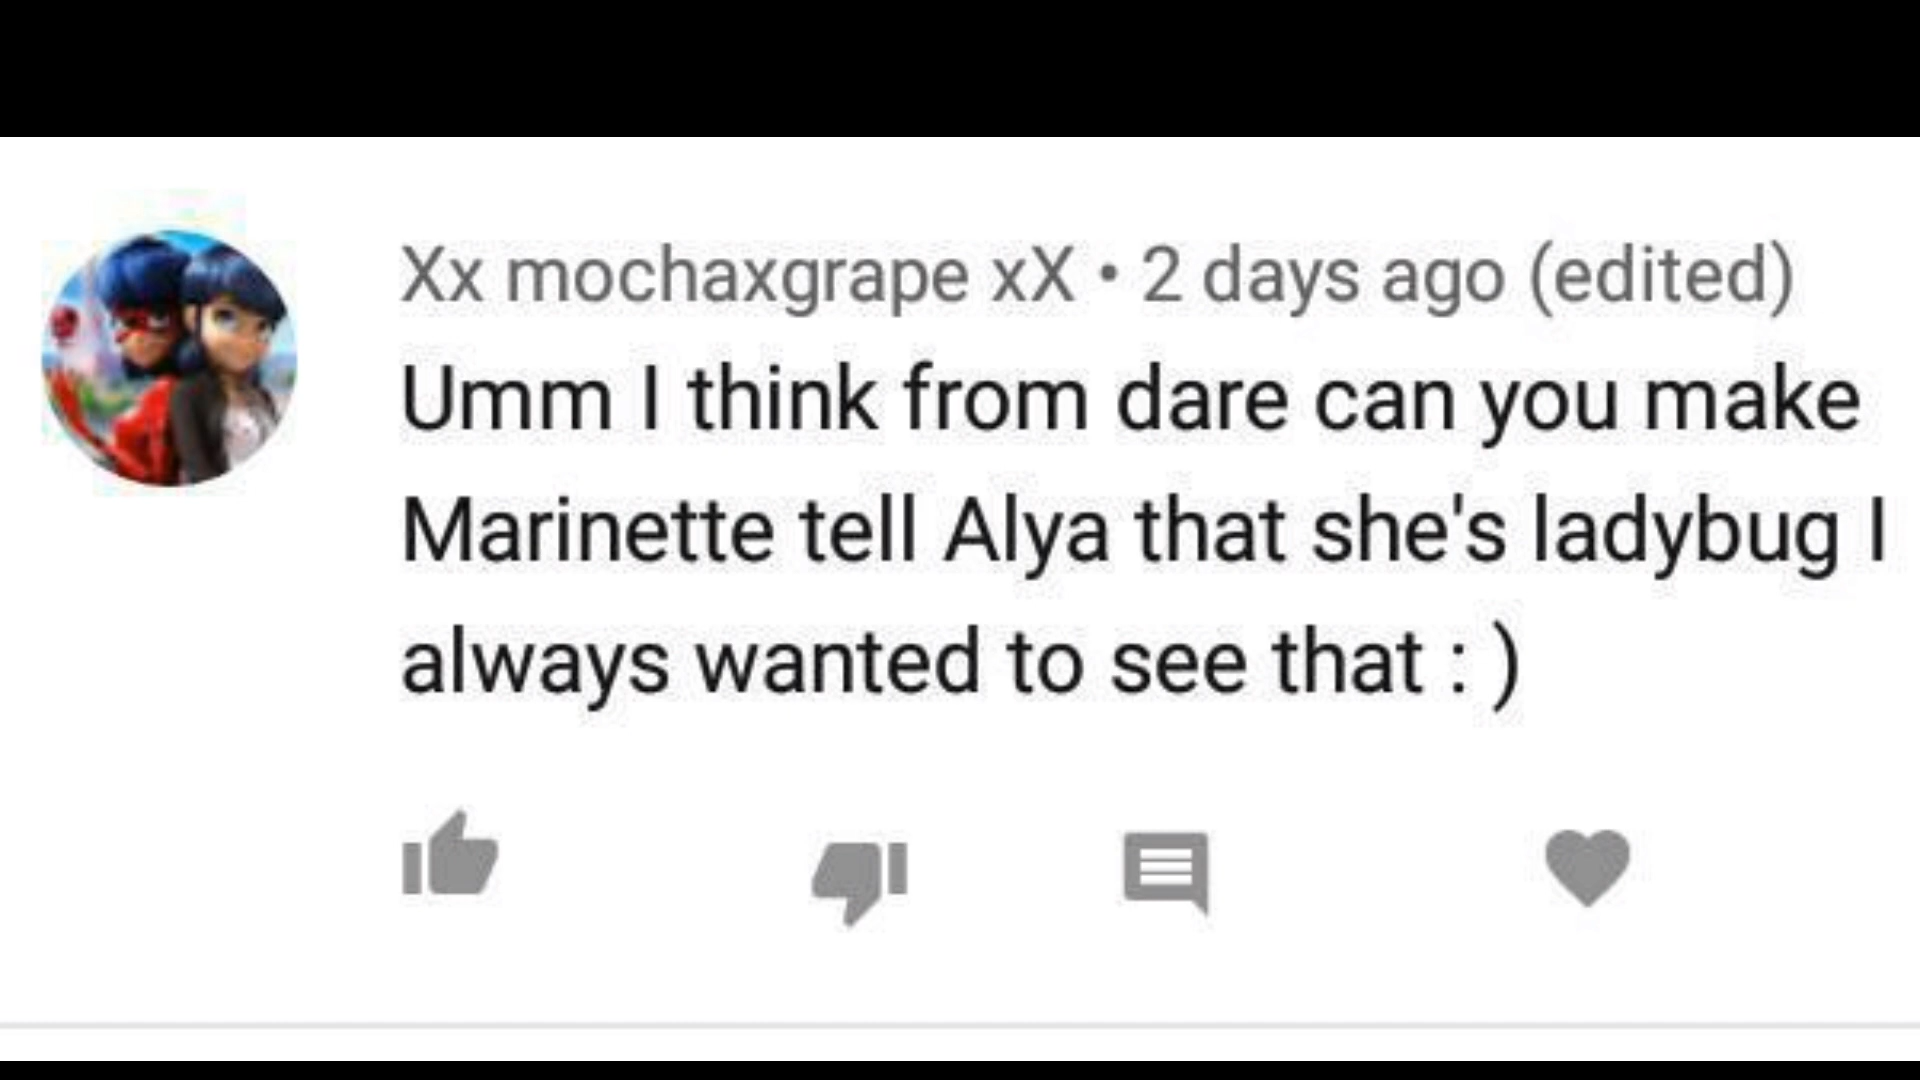 Xx mochaxgrape xX • 2 days ago (edited)
Umm I think from dare can you make
Marinette tell Alya that she's ladybug I
always wanted to see that : )